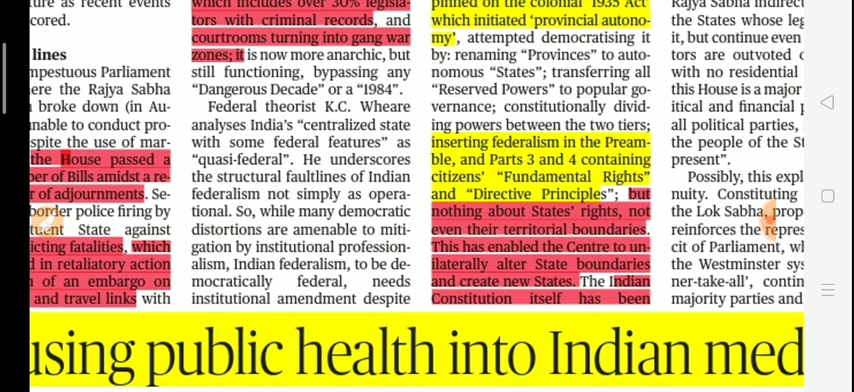 ture as recent events
cored.
lines
mpestuous Parliament
ere the Rajya Sabha
broke down (in Au-
nable to conduct pro-
spite the use of mar-
the House passed a
ber of Bills amidst a re-
r of adjournments. Se-
border police firing by
tuent State against
icting fatalities, which
d in retaliatory action
n of an embargo on
and travel links with
which includes over 30% legisla-
tors with criminal records, and
courtrooms turning into gang war
zones; it is now more anarchic, but
still functioning, bypassing any
"Dangerous Decade" or a "1984".
Federal theorist K.C. Wheare
analyses India's "centralized state
with some federal features" as
"quasi-federal". He underscores
the structural faultlines of Indian
federalism not simply as opera-
tional. So, while many democratic
distortions are amenable to miti-
gation by institutional profession-
alism, Indian federalism, to be de-
mocratically federal, needs
institutional amendment despite
pinned on the colonial '1935 Act'
which initiated 'provincial autono-
my', attempted democratising it
by: renaming "Provinces" to auto-
nomous "States"; transferring all
"Reserved Powers" to popular go-
vernance; constitutionally divid-
ing powers between the two tiers;
inserting federalism in the Pream-
ble, and Parts 3 and 4 containing
citizens' "Fundamental Rights"
and "Directive Principles"; but
nothing about States' rights, not
even their territorial boundaries.
This has enabled the Centre to un-
ilaterally alter State boundaries
and create new States. The Indian
Constitution itself has been
Rajya Sabha indirect
the States whose leg
it, but continue even
tors are outvoted
with no residential
this House is a major
itical and financial p
all political parties,
the people of the St
present".
Possibly, this expl
nuity. Constituting
the Lok Sabha, prop
reinforces the repres
cit of Parliament, wh
the Westminster sys
ner-take-all', contin
majority parties and
using public health into Indian med